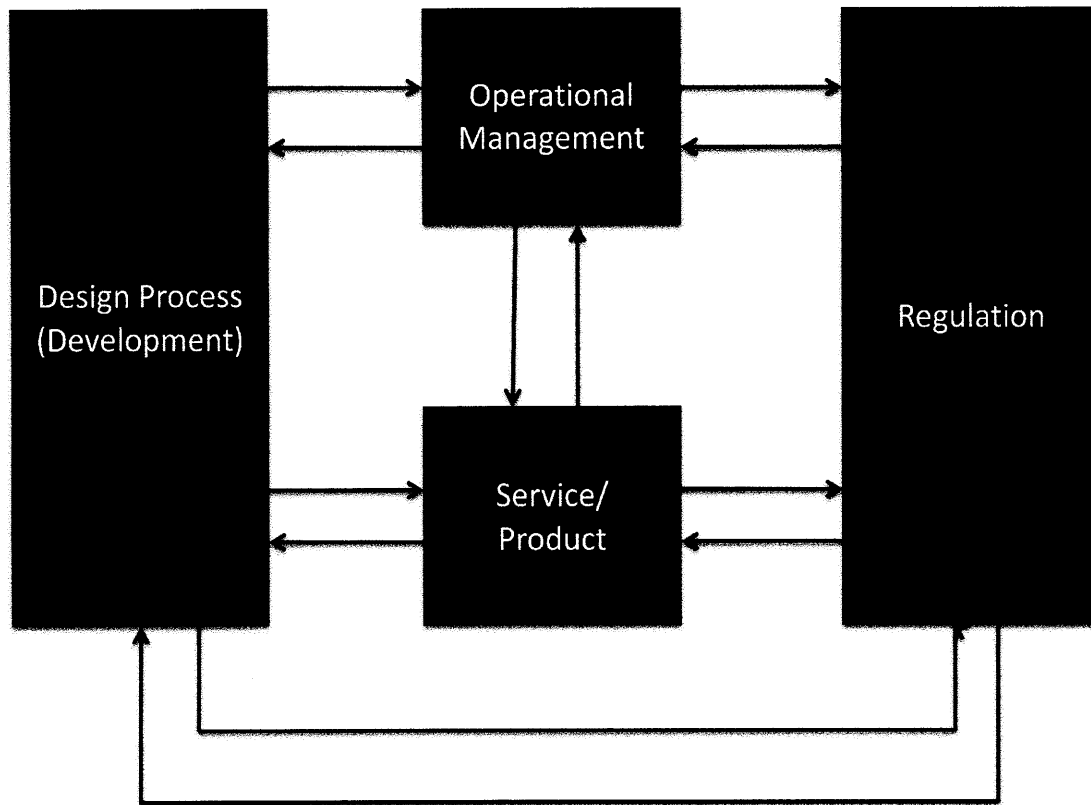 Operational
Management
Design Process
(Development)
Regulation
Service/
Product